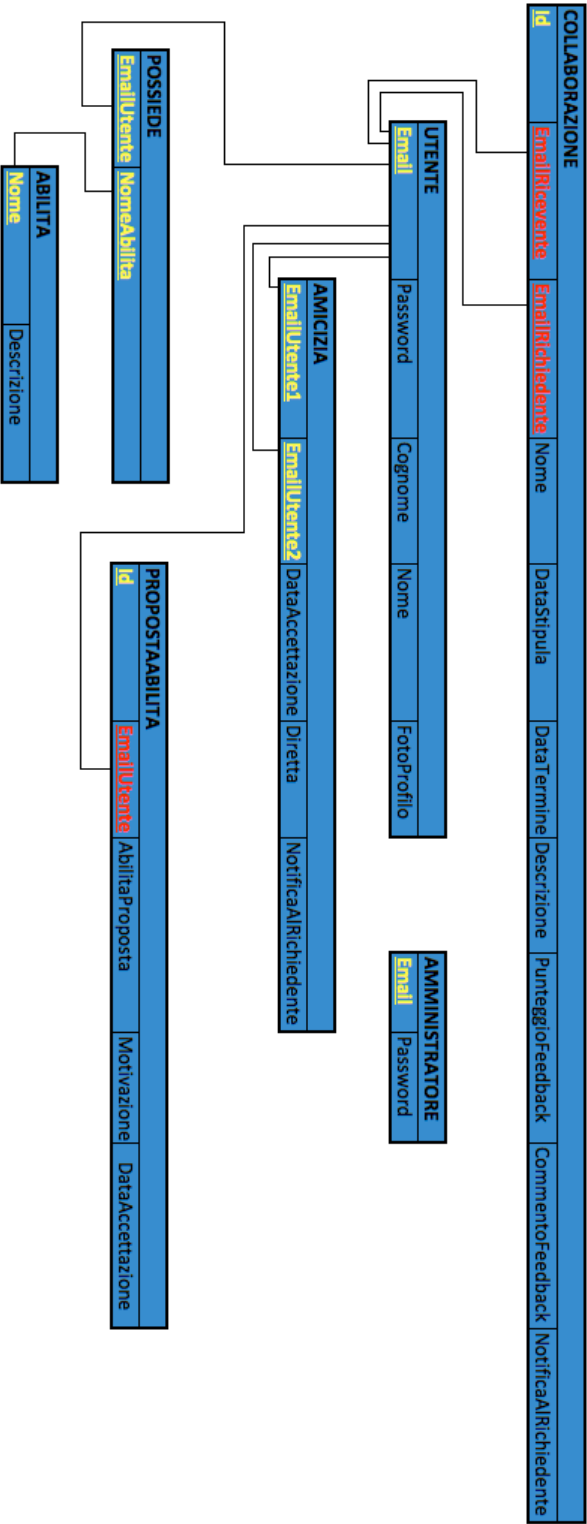 COLLABORAZIONE
Id EmailRicevente EmailRichiedente Nome DataStipula DataTermine Descrizione PunteggioFeedback CommentoFeedback NotificaAlRichiedente
UTENTE
Email Password Cognome Nome FotoProfilo
AMMINISTRATORE
Email Password
AMICIZIA
EmailUtente1 EmailUtente2 DataAccettazione Diretta NotificaAlRichiedente
POSSIEDE
EmailUtente NomeAbilita
PROPOSTAABILITA
Id EmailUtente AbilitaProposta Motivazione DataAccettazione
ABILITA
Nome Descrizione